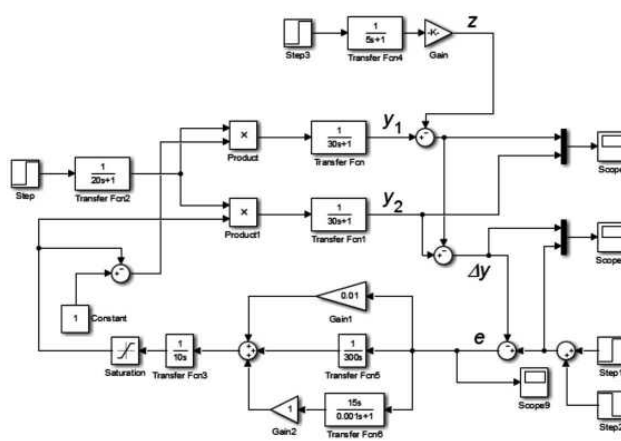 z
1
5s+1
-K-
Step3
Transfer Fcn4
Gain
y1
×
1
30s+1
Product
Transfer Fcn
Scope
1
20s+1
Step
Transfer Fcn2
y2
×
1
30s+1
Product1
Transfer Fcn1
Scope
Δy
1
Constant
0.01
Gain1
e
1
10s
1
300s
Saturation
Transfer Fcn3
Transfer Fcn5
Step1
Scope9
1
15s
0.001s+1
Gain2
Transfer Fcn6
Step2